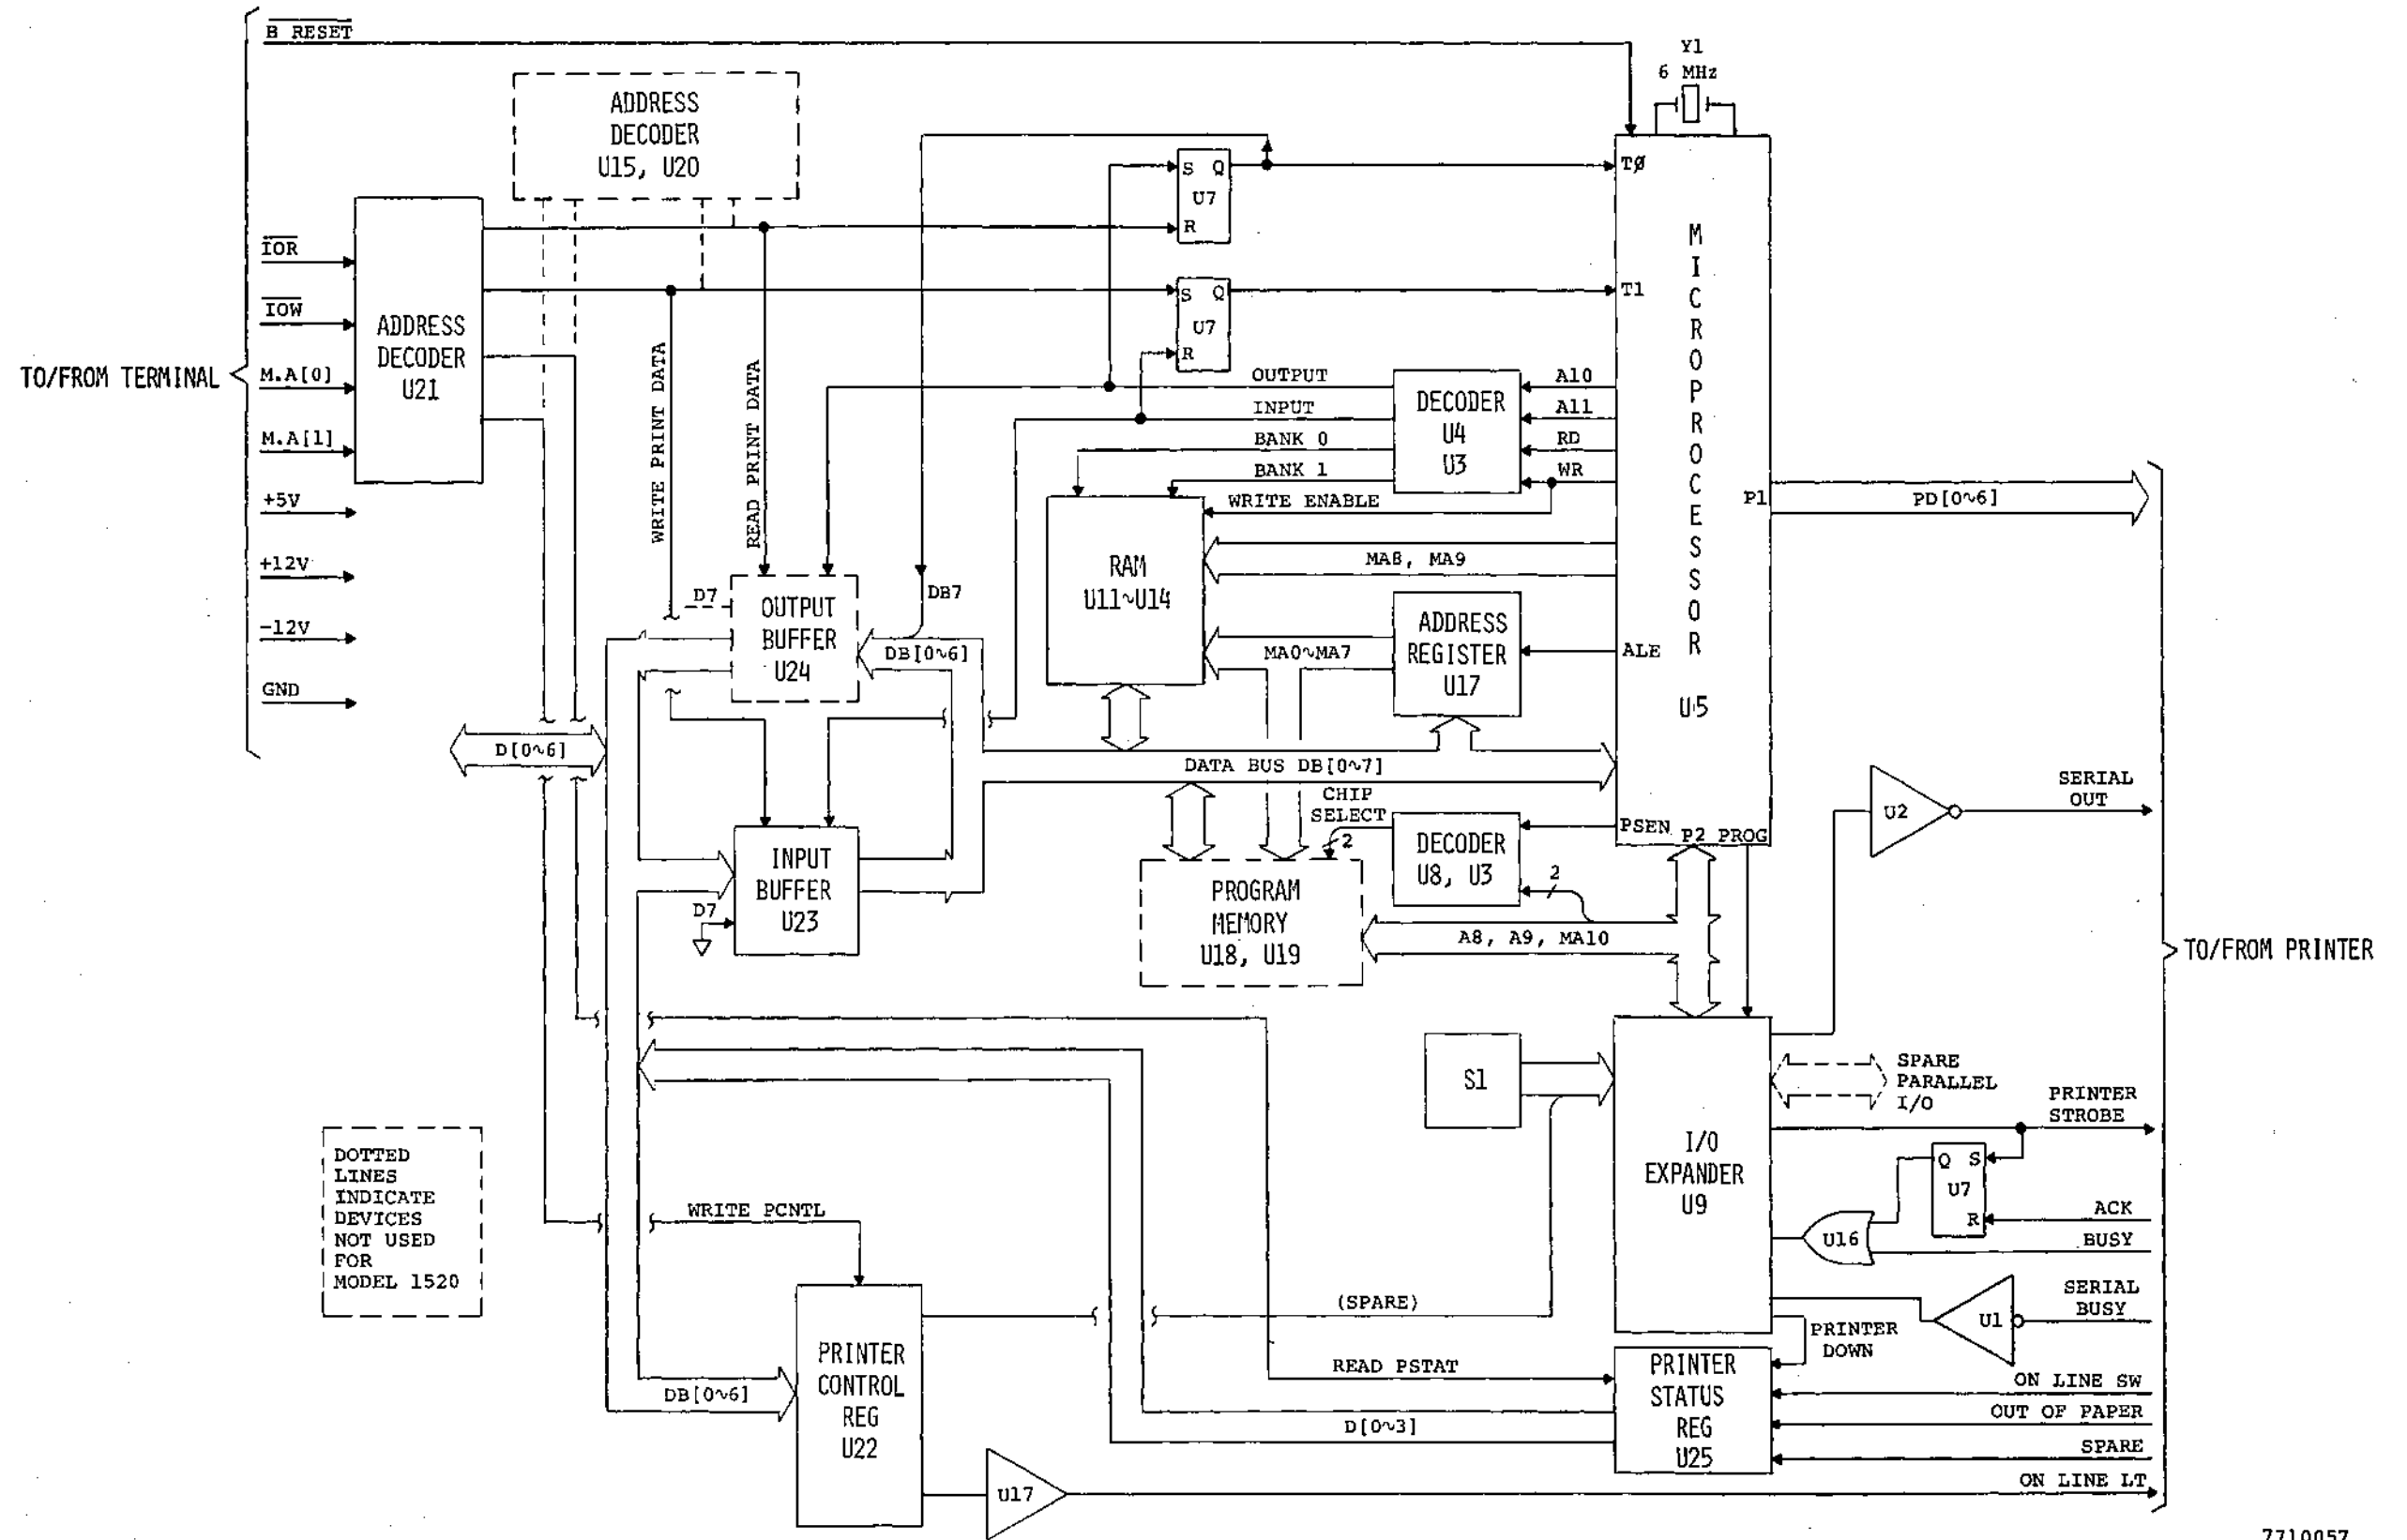 B RESET
Y1
6 MHz
ADDRESS
DECODER
U15, U20
S Q
U7
R
TØ
IOR
IOW
M.A[0]
M.A[1]
+5V
+12V
-12V
GND
TO/FROM TERMINAL
ADDRESS
DECODER
U21
S Q
U7
R
T1
WRITE PRINT DATA
READ PRINT DATA
OUTPUT
INPUT
BANK 0
BANK 1
WRITE ENABLE
DECODER
U4
U3
A10
A11
RD
WR
MICROPROCESSOR
U5
P1
PD[0~6]
RAM
U11~U14
MA8, MA9
D7
OUTPUT
BUFFER
U24
DB7
DB[0~6]
MA0~MA7
ADDRESS
REGISTER
U17
ALE
D[0~6]
DATA BUS DB[0~7]
CHIP
SELECT
2
DECODER
U8, U3
PSEN
P2 PROG
2
U2
SERIAL
OUT
INPUT
BUFFER
U23
D7
PROGRAM
MEMORY
U18, U19
A8, A9, MA10
TO/FROM PRINTER
S1
I/O
EXPANDER
U9
SPARE
PARALLEL
I/O
PRINTER
STROBE
Q S
U7
R
ACK
U16
BUSY
DOTTED
LINES
INDICATE
DEVICES
NOT USED
FOR
MODEL 1520
WRITE PCNTL
(SPARE)
SERIAL
BUSY
U1
PRINTER
DOWN
PRINTER
CONTROL
REG
U22
DB[0~6]
READ PSTAT
D[0~3]
PRINTER
STATUS
REG
U25
ON LINE SW
OUT OF PAPER
SPARE
ON LINE LT
U17
7710057